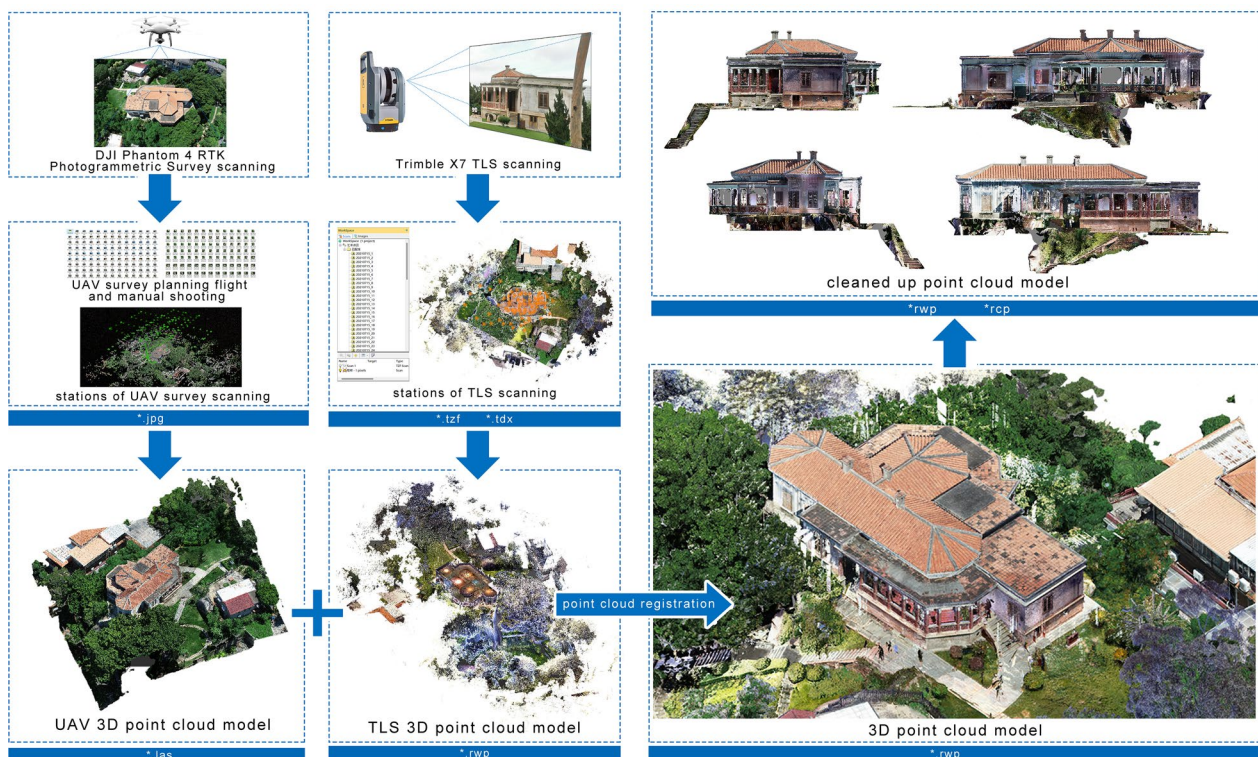 DJI Phantom 4 RTK
Photogrammetric Survey scanning
Trimble X7 TLS scanning
UAV survey planning flight
and manual shooting
stations of UAV survey scanning
*.jpg
stations of TLS scanning
*.tzf *.tdx
UAV 3D point cloud model
*.las
TLS 3D point cloud model
*.rwp
point cloud registration
cleaned up point cloud model
*rwp *rcp
3D point cloud model
*.rwp